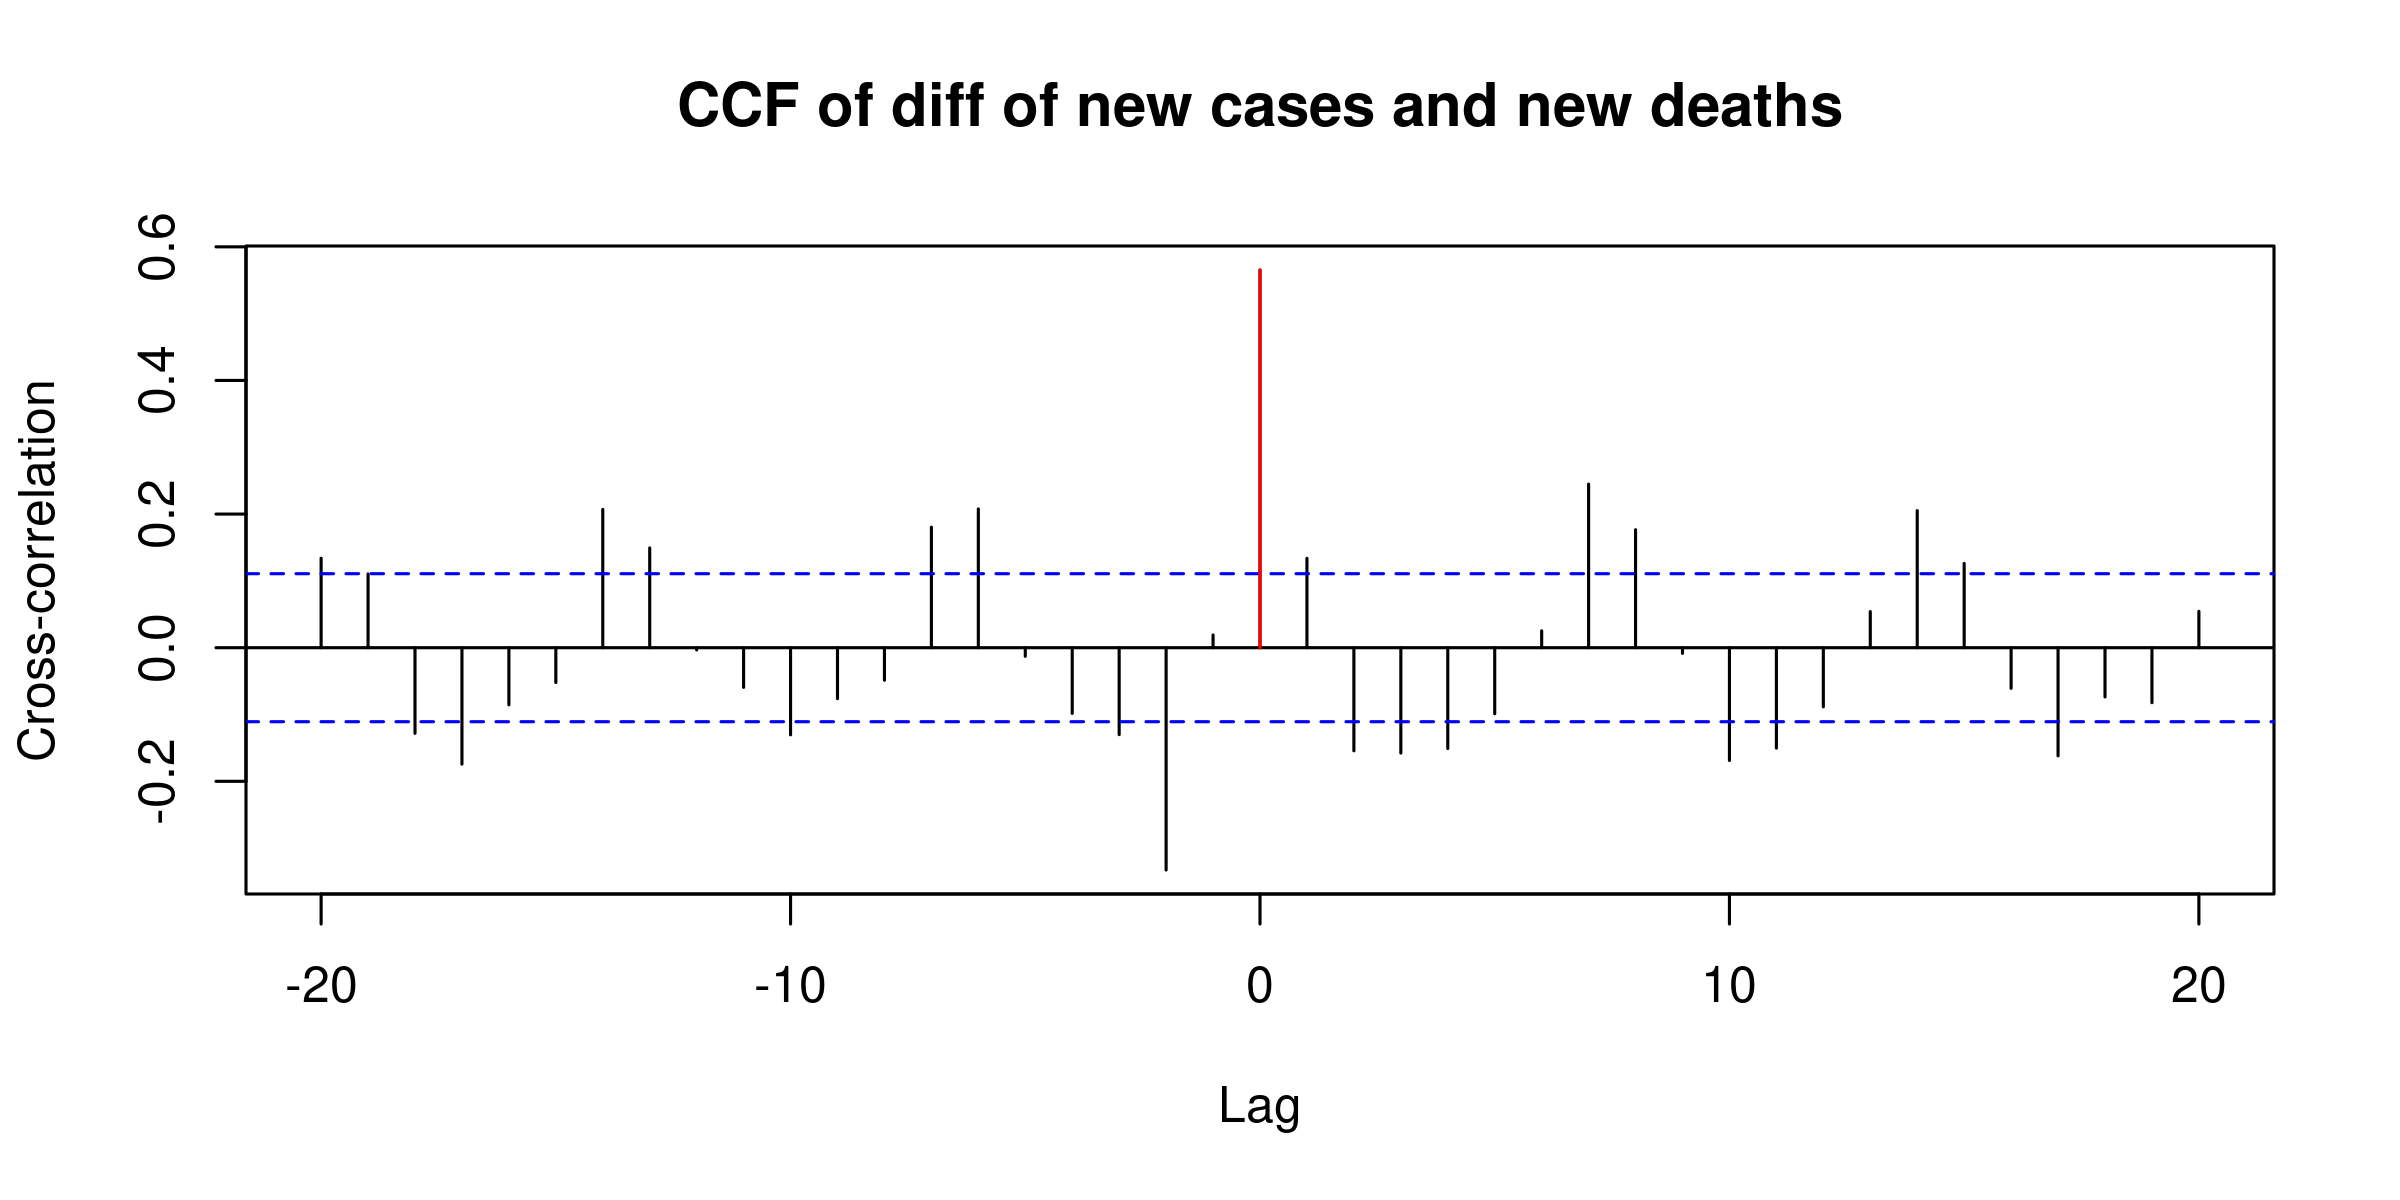 CCF of diff of new cases and new deaths
Cross-correlation
0.6
0.4
0.2
0.0
-0.2
-20 -10 0 10 20
Lag